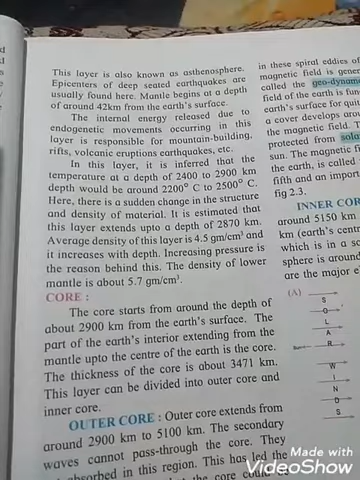 This layer is also known as asthenosphere.
Epicenters of deep seated earthquakes are
usually found here. Mantle begins at a depth
of around 42km from the earth's surface.
The internal energy released due to
endogenetic movements occurring in this
layer is responsible for mountain-building,
rifts, volcanic eruptions earthquakes, etc.
In this layer, it is inferred that the
temperature at a depth of 2400 to 2900 km
depth would be around 2200° C to 2500° C.
Here, there is a sudden change in the structure
and density of material. It is estimated that
this layer extends upto a depth of 2870 km.
Average density of this layer is 4.5 gm/cm³ and
it increases with depth. Increasing pressure is
the reason behind this. The density of lower
mantle is about 5.7 gm/cm³.
CORE :
The core starts from around the depth of
about 2900 km from the earth's surface. The
part of the earth's interior extending from the
mantle upto the centre of the earth is the core.
The thickness of the core is about 3471 km.
This layer can be divided into outer core and
inner core.
OUTER CORE : Outer core extends from
around 2900 km to 5100 km. The secondary
waves cannot pass-through the core. They
absorbed in this region. This has led the
that the core could
in these spiral eddies of
magnetic field is gener
called the geo-dynam
field of the earth is fun
earth's surface for qui
a cover develops arou
the magnetic field. T
protected from sola
sun. The magnetic fi
the earth, is called
fifth and an import
fig 2.3.
INNER COR
around 5150 km
km (earth's centr
which is in a so
sphere is around
are the major e
(A)
S
O
L
A
R
W
I
N
D
S
Made with
VideoShow